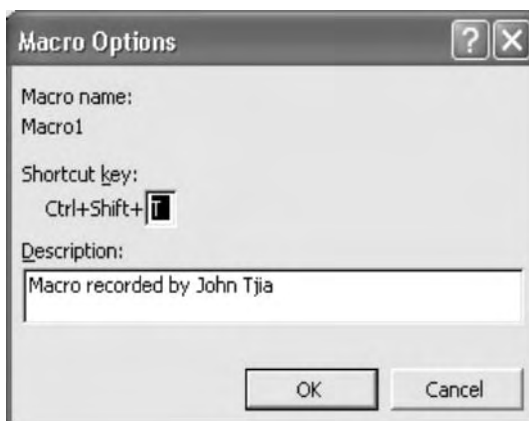 Macro Options
Macro name:
Macro1
Shortcut key:
Ctrl+Shift+T
Description:
Macro recorded by John Tjia
OK Cancel